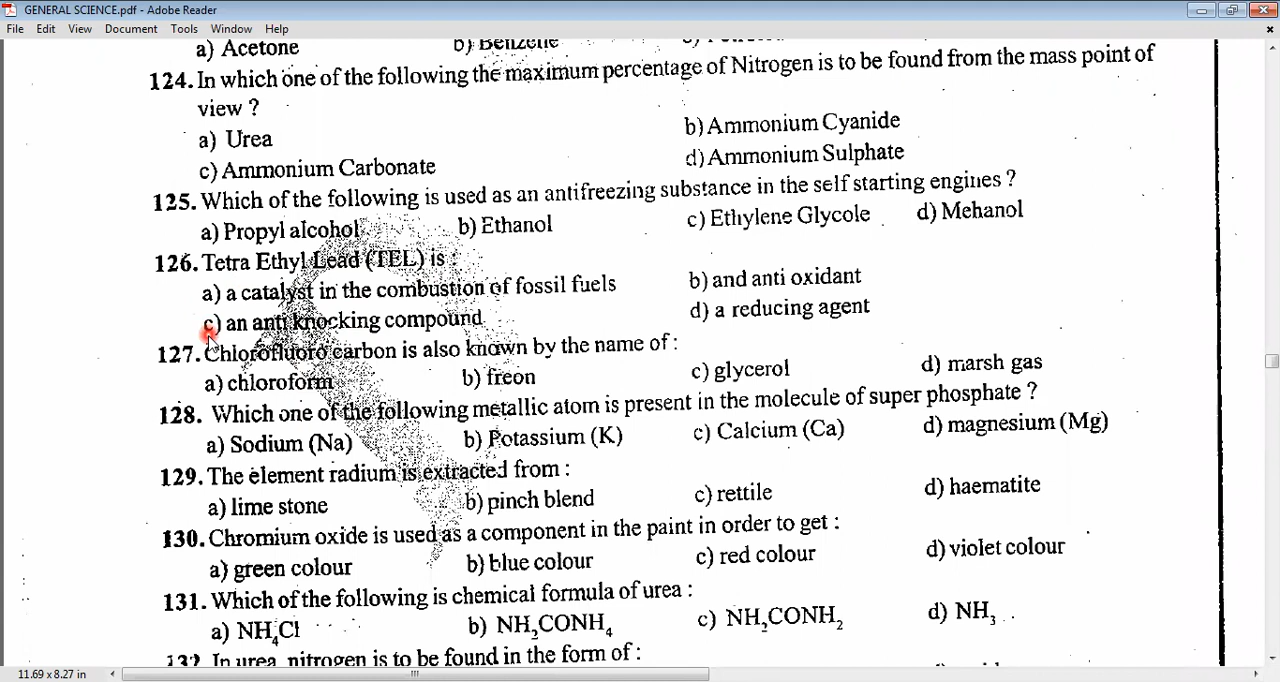 GENERAL SCIENCE.pdf - Adobe Reader
File Edit View Document Tools Window Help
a) Acetone b) Benzene
124. In which one of the following the maximum percentage of Nitrogen is to be found from the mass point of
view ?
a) Urea b) Ammonium Cyanide
c) Ammonium Carbonate d) Ammonium Sulphate
125. Which of the following is used as an antifreezing substance in the self starting engines ?
a) Propyl alcohol b) Ethanol c) Ethylene Glycole d) Mehanol
126. Tetra Ethyl Lead (TEL) is :
a) a catalyst in the combustion of fossil fuels b) and anti oxidant
c) an anti knocking compound d) a reducing agent
127. Chlorofluoro carbon is also known by the name of :
a) chloroform b) freon c) glycerol d) marsh gas
128. Which one of the following metallic atom is present in the molecule of super phosphate ?
a) Sodium (Na) b) Potassium (K) c) Calcium (Ca) d) magnesium (Mg)
129. The element radium is extracted from :
a) lime stone b) pinch blend c) rettile d) haematite
130. Chromium oxide is used as a component in the paint in order to get :
a) green colour b) blue colour c) red colour d) violet colour
131. Which of the following is chemical formula of urea :
a) NH₄Cl b) NH₂CONH₄ c) NH₂CONH₂ d) NH₃
132. In urea, nitrogen is to be found in the form of :
11.69 x 8.27 in